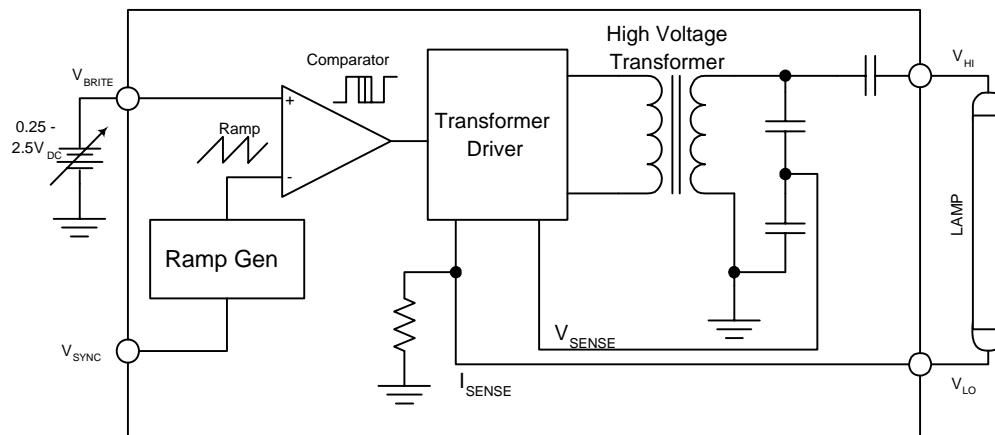 High Voltage
Transformer
V_BRITE
Comparator
V_HI
+
0.25 -
2.5V_DC
Ramp
Transformer
Driver
-
LAMP
Ramp Gen
V_SENSE
V_SYNC
I_SENSE
V_LO